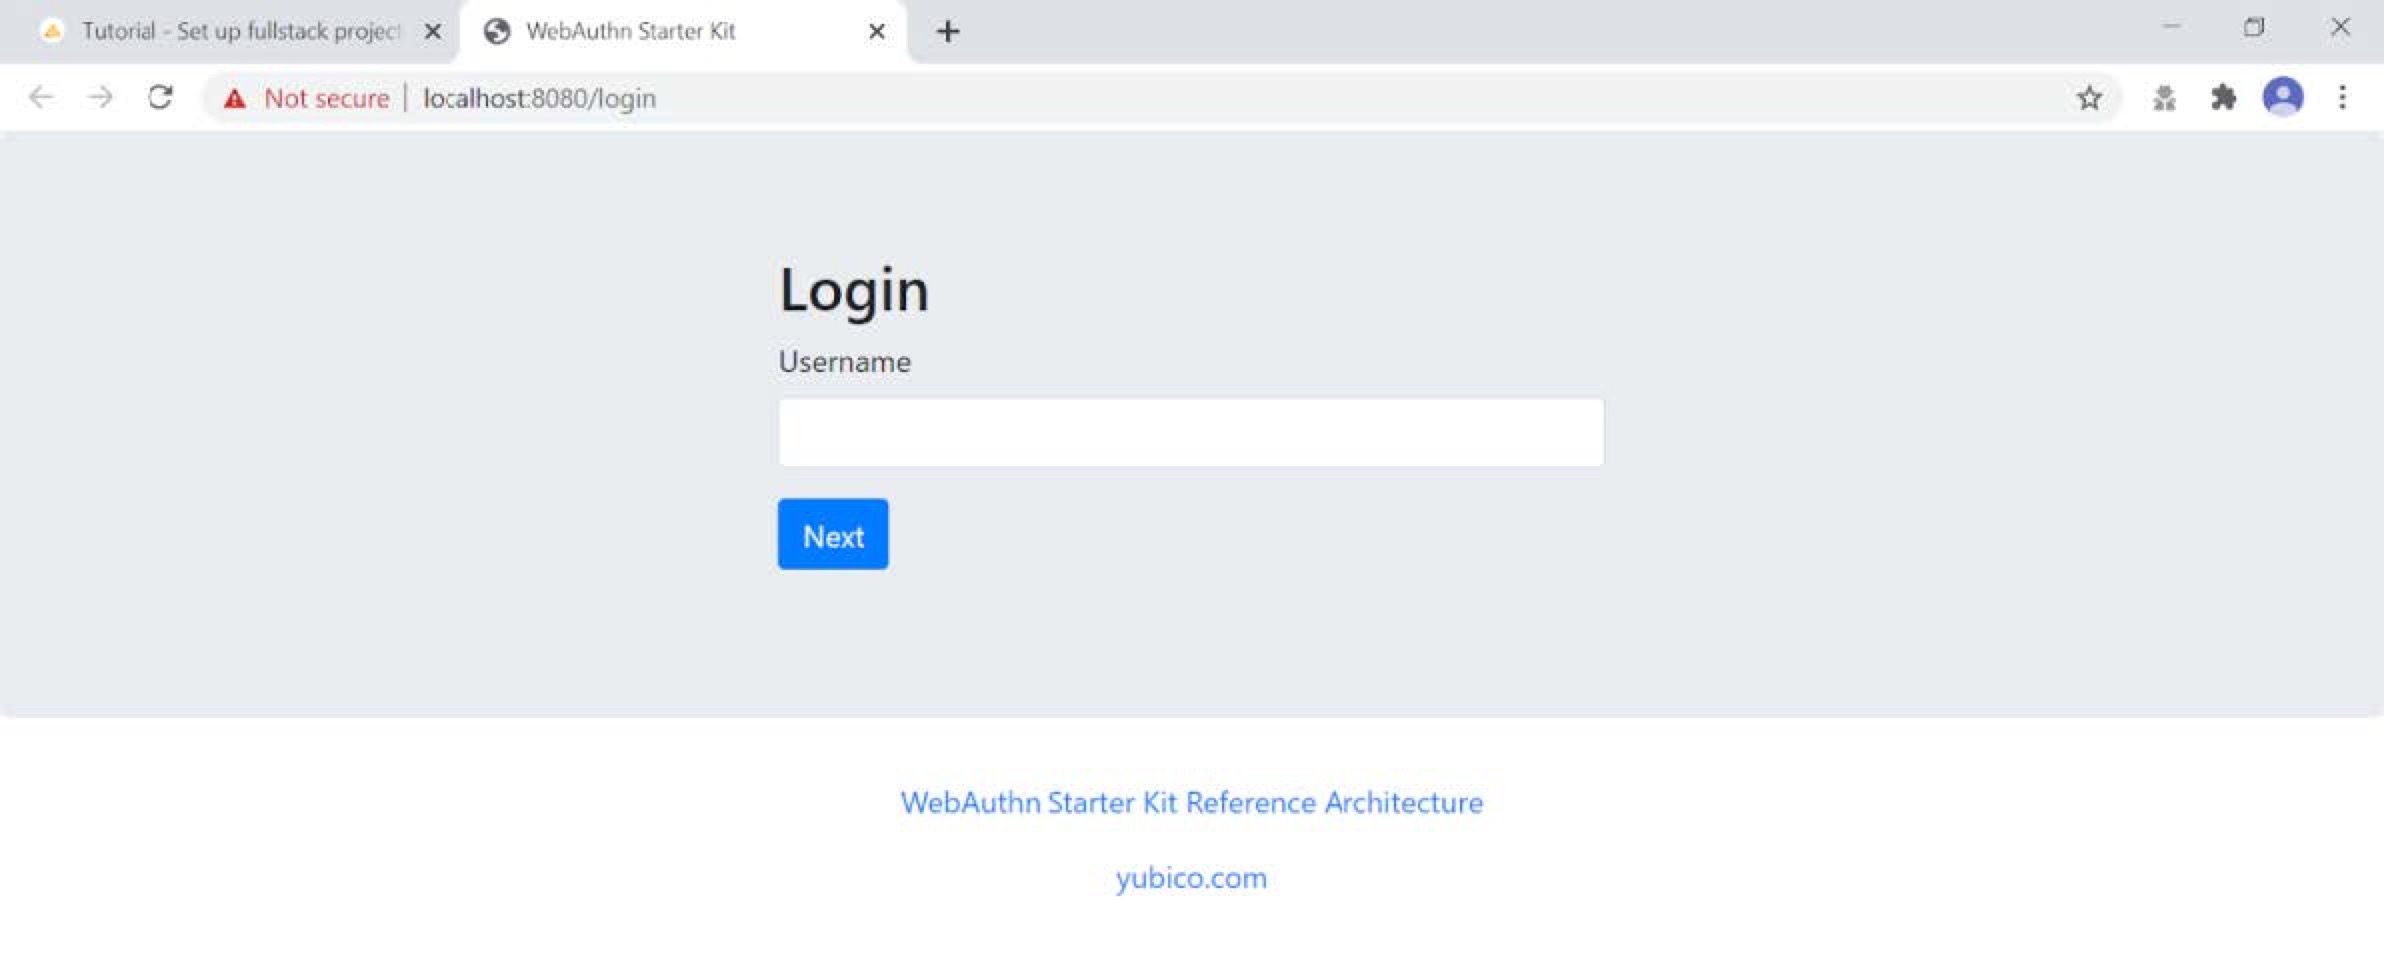 Tutorial - Set up fullstack project
WebAuthn Starter Kit
Not secure | localhost:8080/login
Login
Username
Next
WebAuthn Starter Kit Reference Architecture
yubico.com